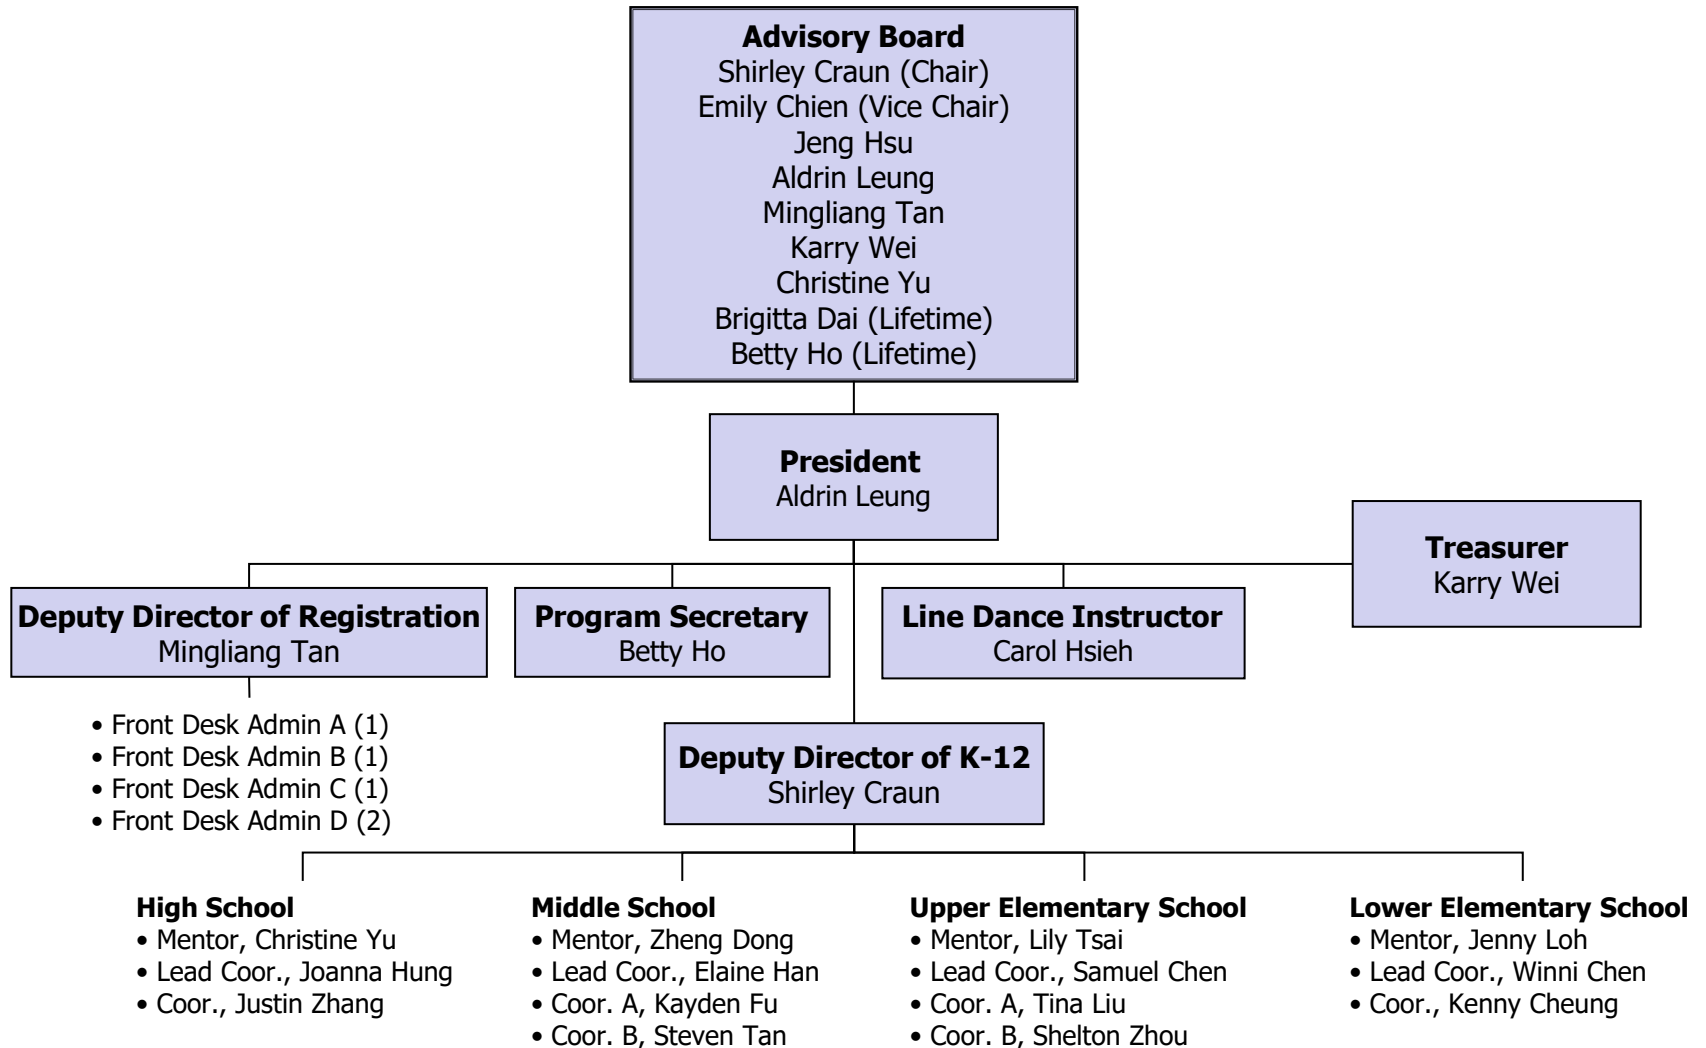 Advisory Board
Shirley Craun (Chair)
Emily Chien (Vice Chair)
Jeng Hsu
Aldrin Leung
Mingliang Tan
Karry Wei
Christine Yu
Brigitta Dai (Lifetime)
Betty Ho (Lifetime)
President
Aldrin Leung
Treasurer
Karry Wei
Deputy Director of Registration
Mingliang Tan
Program Secretary
Betty Ho
Line Dance Instructor
Carol Hsieh
• Front Desk Admin A (1)
• Front Desk Admin B (1)
• Front Desk Admin C (1)
• Front Desk Admin D (2)
Deputy Director of K-12
Shirley Craun
High School
• Mentor, Christine Yu
• Lead Coor., Joanna Hung
• Coor., Justin Zhang
Middle School
• Mentor, Zheng Dong
• Lead Coor., Elaine Han
• Coor. A, Kayden Fu
• Coor. B, Steven Tan
Upper Elementary School
• Mentor, Lily Tsai
• Lead Coor., Samuel Chen
• Coor. A, Tina Liu
• Coor. B, Shelton Zhou
Lower Elementary School
• Mentor, Jenny Loh
• Lead Coor., Winni Chen
• Coor., Kenny Cheung